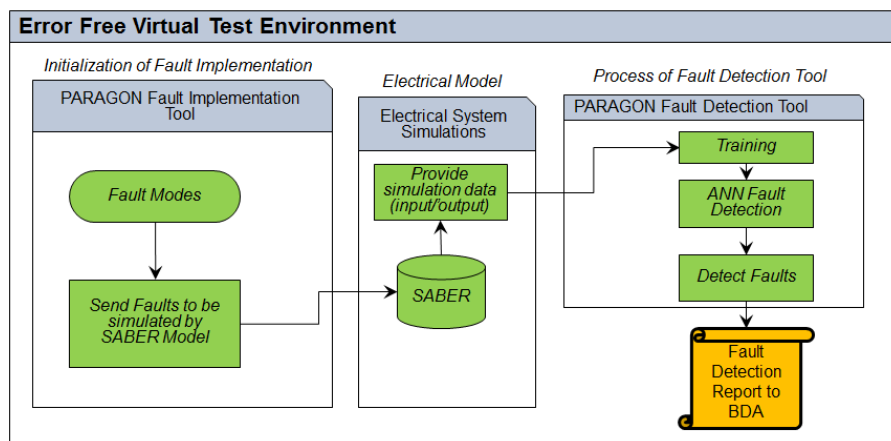 Error Free Virtual Test Environment
Initialization of Fault Implementation
PARAGON Fault Implementation
Tool
Fault Modes
Send Faults to be
simulated by
SABER Model
Electrical Model
Electrical System
Simulations
Provide
simulation data
(input/output)
SABER
Process of Fault Detection Tool
PARAGON Fault Detection Tool
Training
ANN Fault
Detection
Detect Faults
Fault
Detection
Report to
BDA